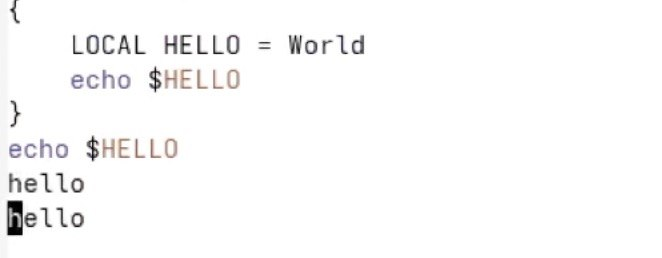 {
    LOCAL HELLO = World
    echo $HELLO
}
echo $HELLO
hello
hello